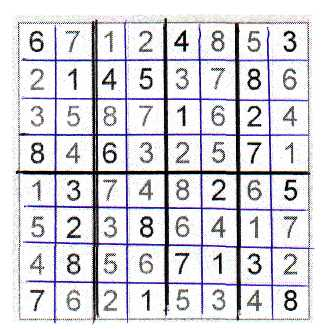 6 7 1 2 4 8 5 3
2 1 4 5 3 7 8 6
3 5 8 7 1 6 2 4
8 4 6 3 2 5 7 1
1 3 7 4 8 2 6 5
5 2 3 8 6 4 1 7
4 8 5 6 7 1 3 2
7 6 2 1 5 3 4 8